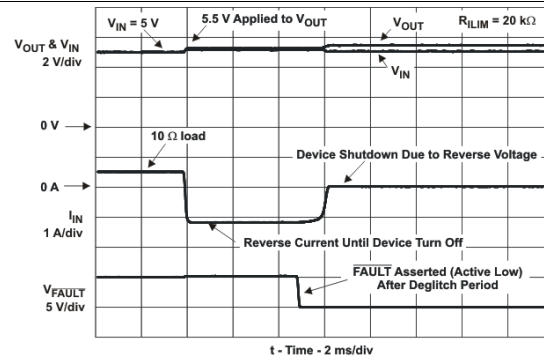 V_IN = 5 V
5.5 V Applied to V_OUT
V_OUT
R_ILIM = 20 kΩ
V_OUT & V_IN
2 V/div
V_IN
0 V
10 Ω load
Device Shutdown Due to Reverse Voltage
0 A
I_IN
1 A/div
Reverse Current Until Device Turn Off
V_F̅A̅U̅L̅T̅
5 V/div
F̅A̅U̅L̅T̅ Asserted (Active Low)
After Deglitch Period
t - Time - 2 ms/div